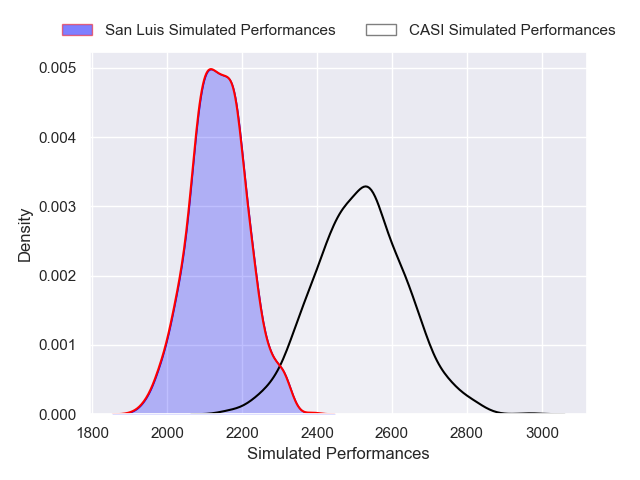 San Luis Simulated Performances CASI Simulated Performances
0.005
0.004
0.003
0.002
0.001
0.000
Density
1800 2000 2200 2400 2600 2800 3000
Simulated Performances